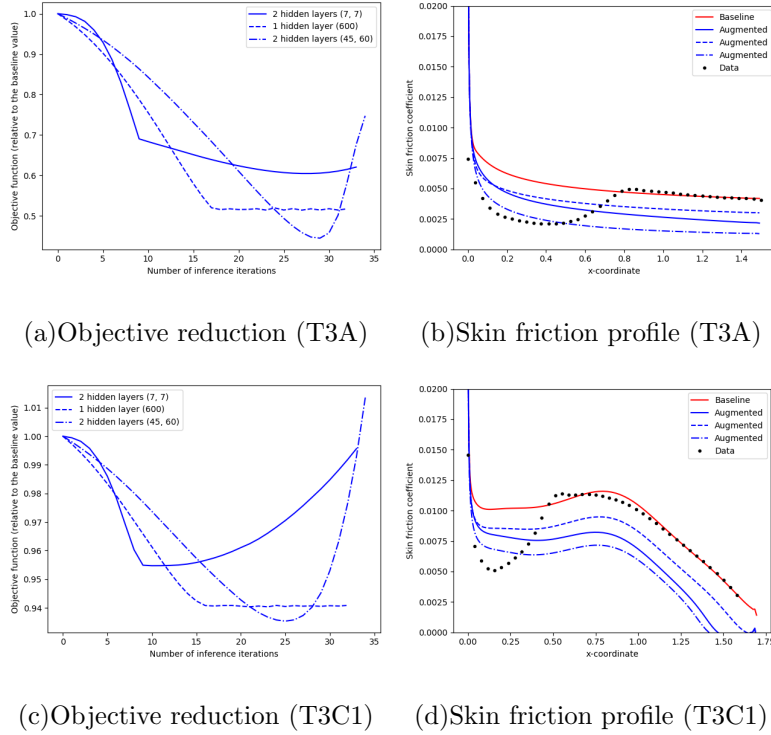 1.0
0.9
0.8
0.7
0.6
0.5
0
5
10
15
20
25
30
35
Objective function (relative to the baseline value)
Number of inference iterations
2 hidden layers (7, 7)
1 hidden layers (600)
2 hidden layers (45, 60)
0.0200
0.0175
0.0150
0.0125
0.0100
0.0075
0.0050
0.0025
0.0000
0.0
0.2
0.4
0.6
0.8
1.0
1.2
1.4
Skin friction coefficient
x-coordinate
Baseline
Augmented
Augmented
Augmented
Data
(a)Objective reduction (T3A)
(b)Skin friction profile (T3A)
1.01
1.00
0.99
0.98
0.97
0.96
0.95
0.94
0
5
10
15
20
25
30
35
Objective function (relative to the baseline value)
Number of inference iterations
2 hidden layers (7, 7)
1 hidden layers (600)
2 hidden layers (45, 60)
0.0200
0.0175
0.0150
0.0125
0.0100
0.0075
0.0050
0.0025
0.0000
0.00
0.25
0.50
0.75
1.00
1.25
1.50
1.75
Skin friction coefficient
x-coordinate
Baseline
Augmented
Augmented
Augmented
Data
(c)Objective reduction (T3C1)
(d)Skin friction profile (T3C1)